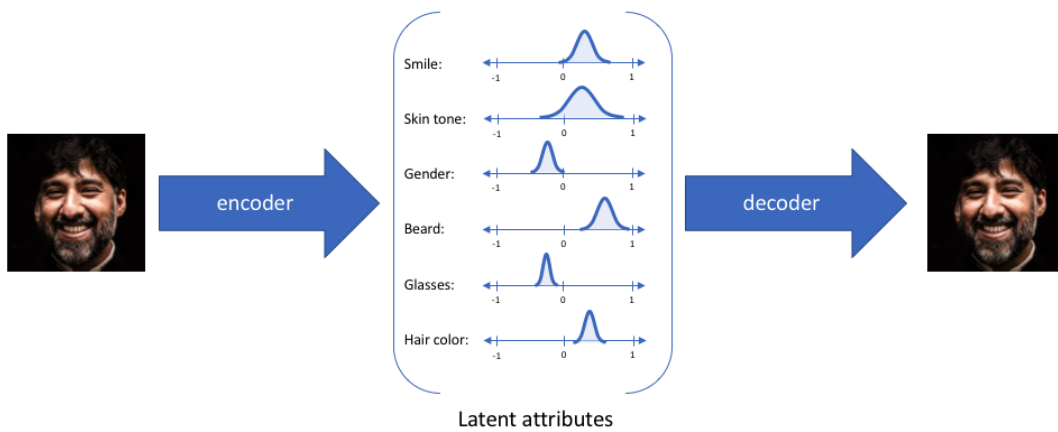 Smile:
-1 0 1
Skin tone:
-1 0 1
Gender:
-1 0 1
encoder
decoder
Beard:
-1 0 1
Glasses:
-1 0 1
Hair color:
-1 0 1
Latent attributes